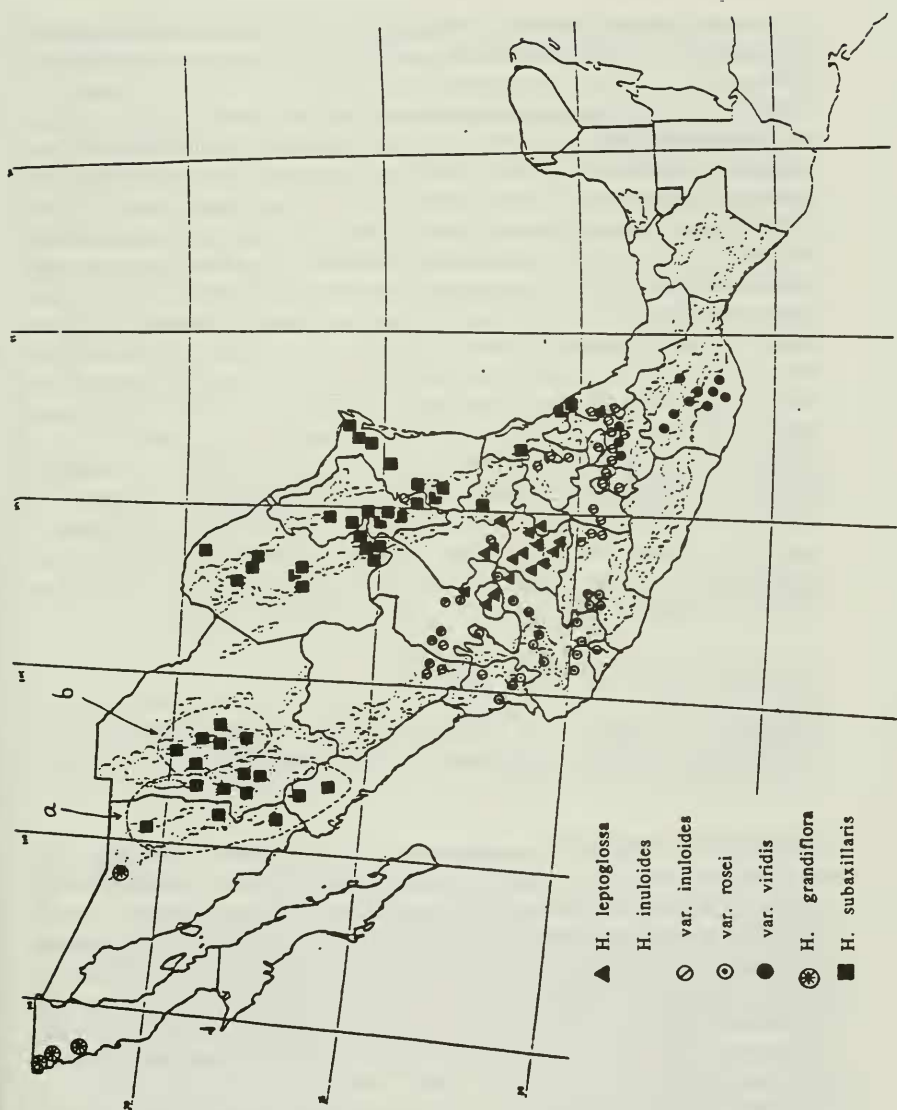 a
b
H. leptoglossa
H. inuloides
var. inuloides
var. rosei
var. viridis
H. grandiflora
H. subaxillaris